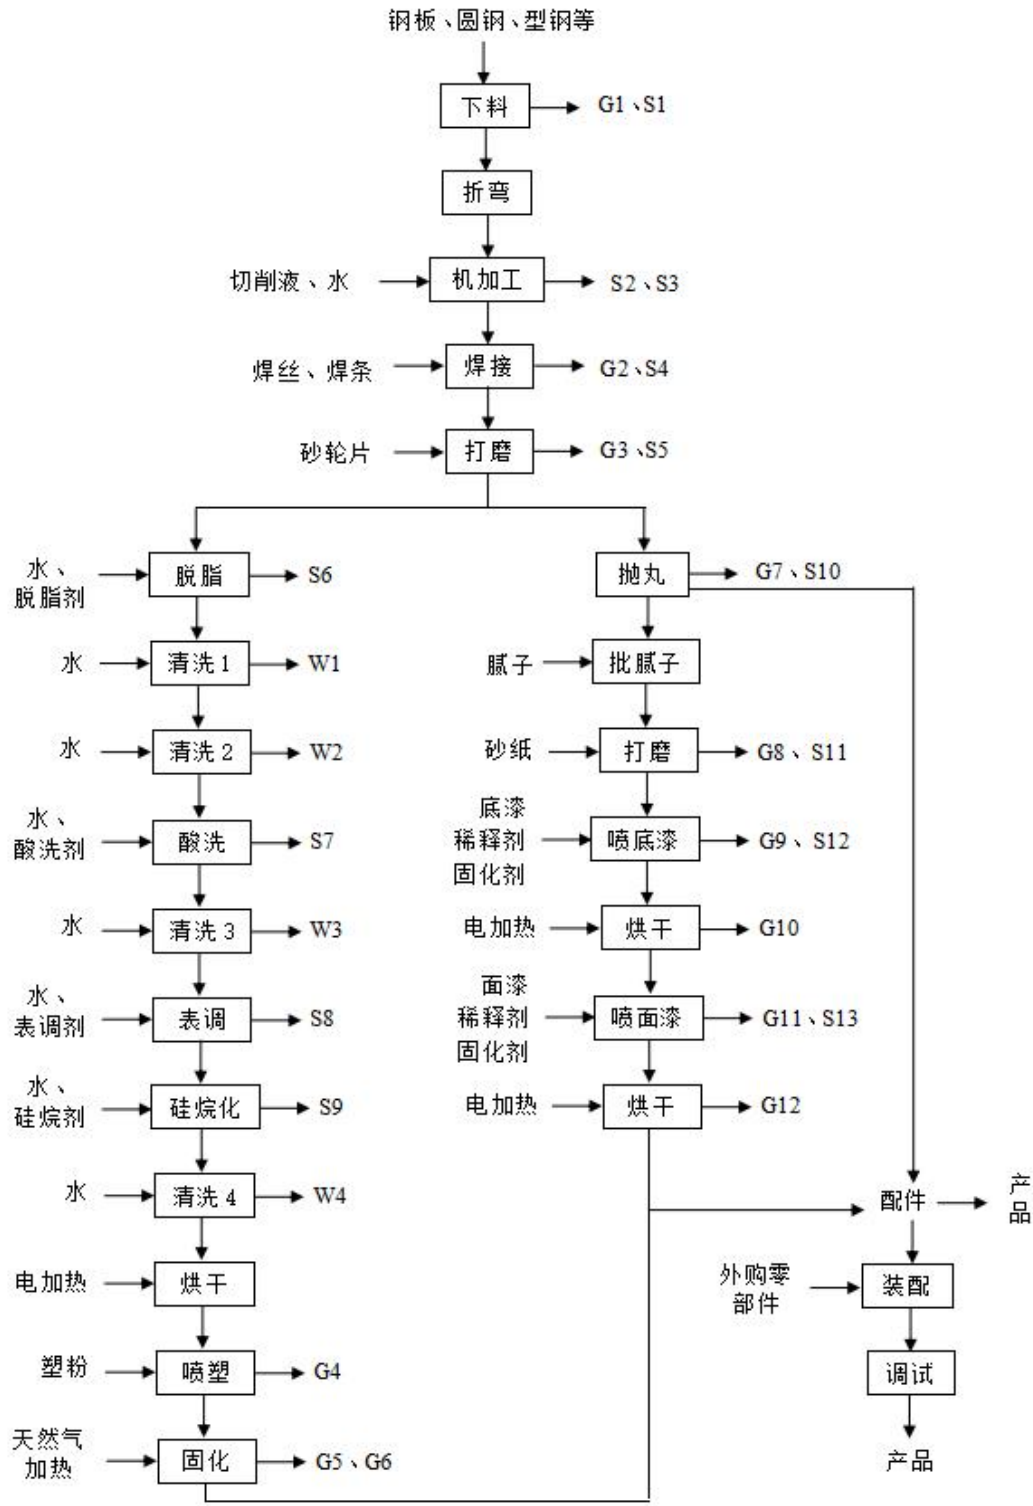 钢板、圆钢、型钢等
下料
G1、S1
折弯
切削液、水
机加工
S2、S3
焊丝、焊条
焊接
G2、S4
砂轮片
打磨
G3、S5
水、
脱脂剂
脱脂
S6
水
清洗1
W1
水
清洗2
W2
水、
酸洗剂
酸洗
S7
水
清洗3
W3
水、
表调剂
表调
S8
水、
硅烷剂
硅烷化
S9
水
清洗4
W4
电加热
烘干
塑粉
喷塑
G4
天然气
加热
固化
G5、G6
抛丸
G7、S10
腻子
批腻子
砂纸
打磨
G8、S11
底漆
稀释剂
固化剂
喷底漆
G9、S12
电加热
烘干
G10
面漆
稀释剂
固化剂
喷面漆
G11、S13
电加热
烘干
G12
配件
产
品
外购零
部件
装配
调试
产品